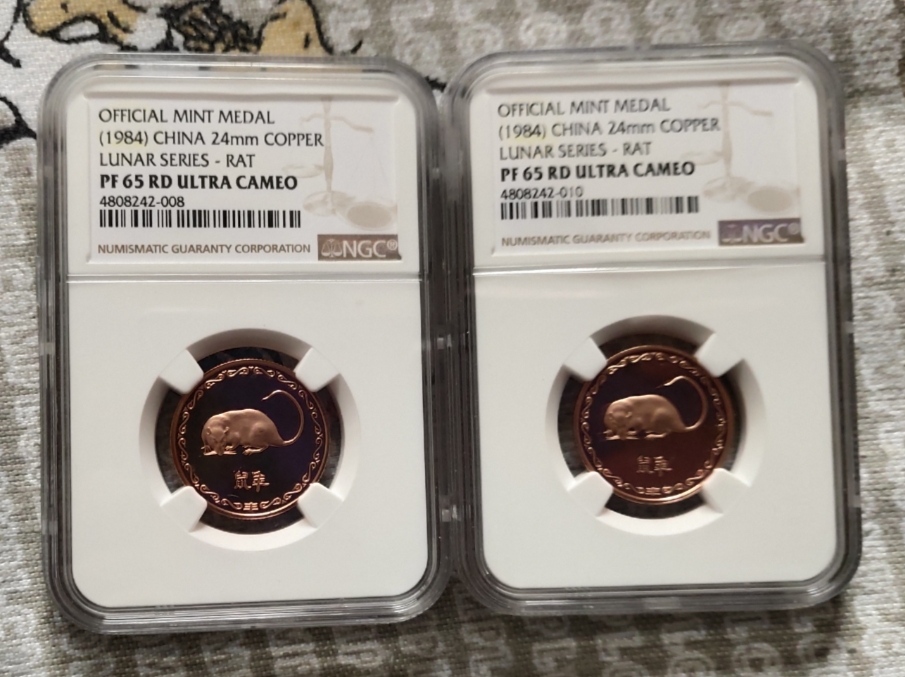 OFFICIAL MINT MEDAL
(1984) CHINA 24mm COPPER
LUNAR SERIES - RAT
PF 65 RD ULTRA CAMEO
4808242-008
NUMISMATIC GUARANTY CORPORATION NGC®
鼠年
OFFICIAL MINT MEDAL
(1984) CHINA 24mm COPPER
LUNAR SERIES - RAT
PF 65 RD ULTRA CAMEO
4808242-010
NUMISMATIC GUARANTY CORPORATION NGC®
鼠年